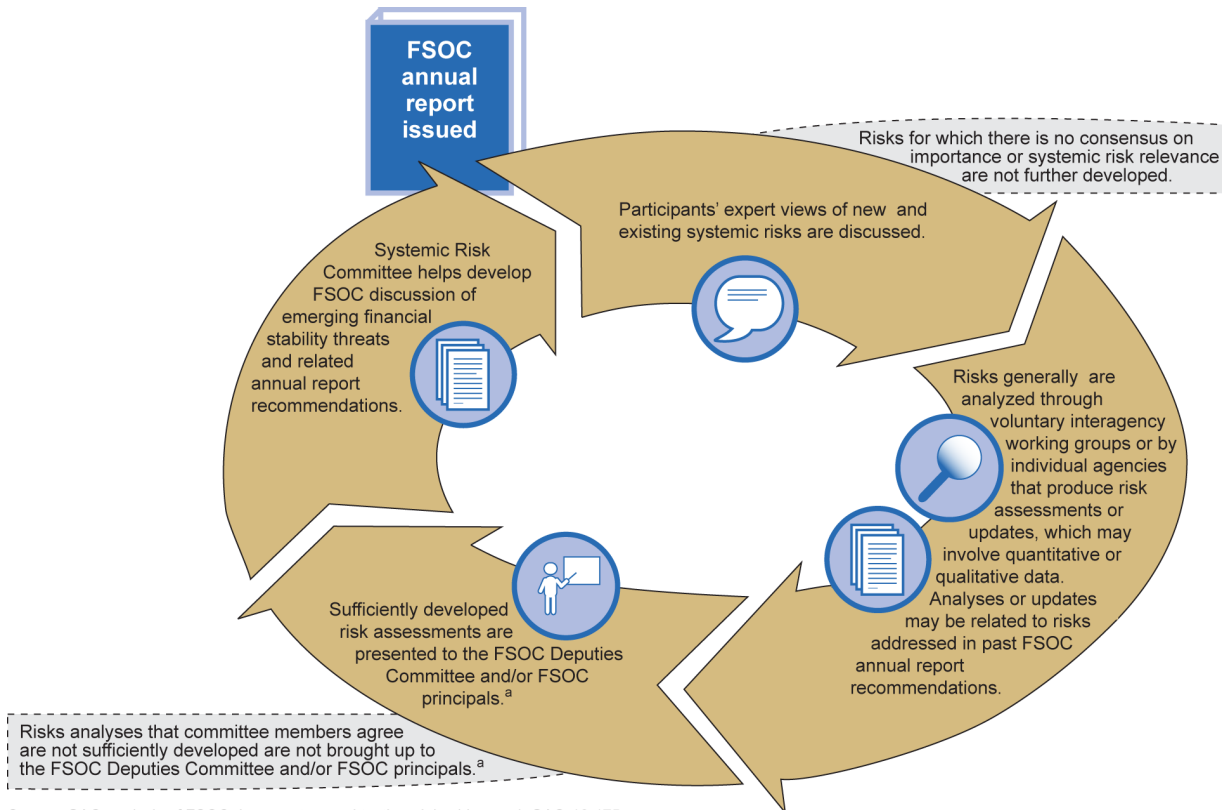 FSOC
annual
report
issued
Risks for which there is no consensus on
importance or systemic risk relevance
are not further developed.
Participants’ expert views of new and
existing systemic risks are discussed.
Risks generally are
analyzed through
voluntary interagency
working groups or by
individual agencies
that produce risk
assessments or
updates, which may
involve quantitative or
qualitative data.
Analyses or updates
may be related to risks
addressed in past FSOC
annual report
recommendations.
Sufficiently developed
risk assessments are
presented to the FSOC Deputies
Committee and/or FSOC
principals.a
Risks analyses that committee members agree
are not sufficiently developed are not brought up to
the FSOC Deputies Committee and/or FSOC principals.a
Systemic Risk
Committee helps develop
FSOC discussion of
emerging financial
stability threats
and related
annual report
recommendations.